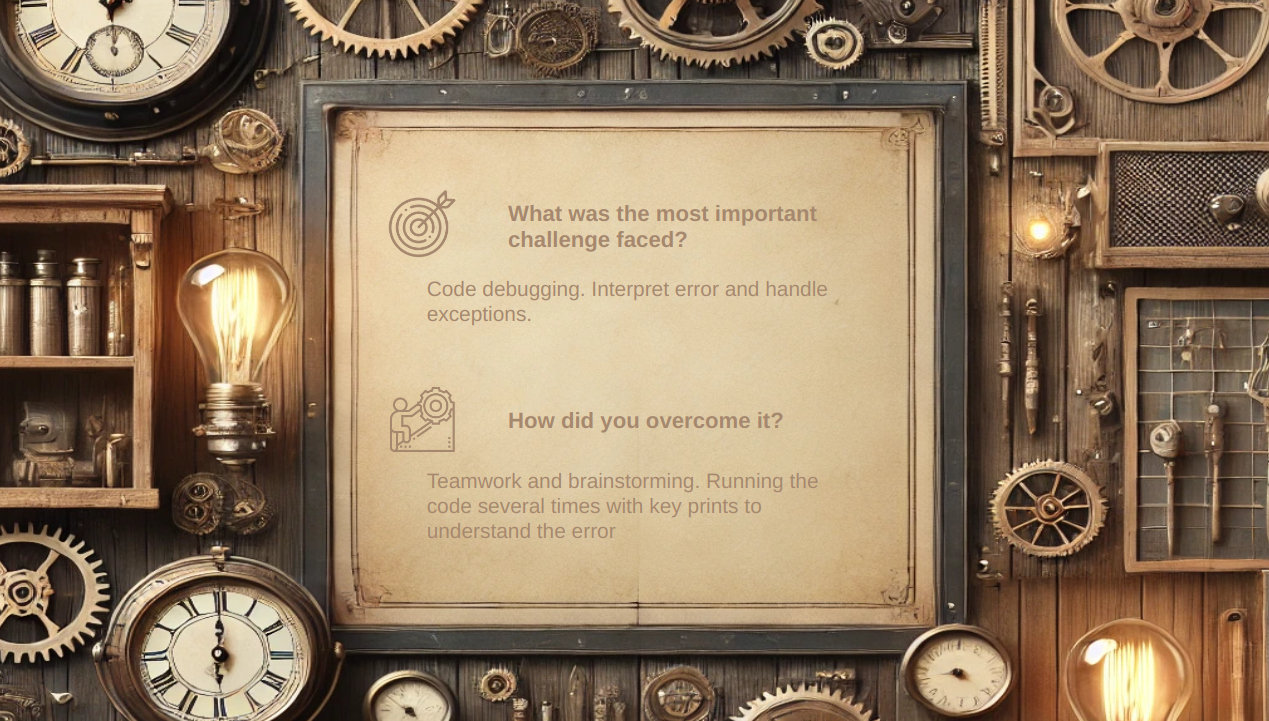 What was the most important
challenge faced?
Code debugging. Interpret error and handle
exceptions.
How did you overcome it?
Teamwork and brainstorming. Running the
code several times with key prints to
understand the error